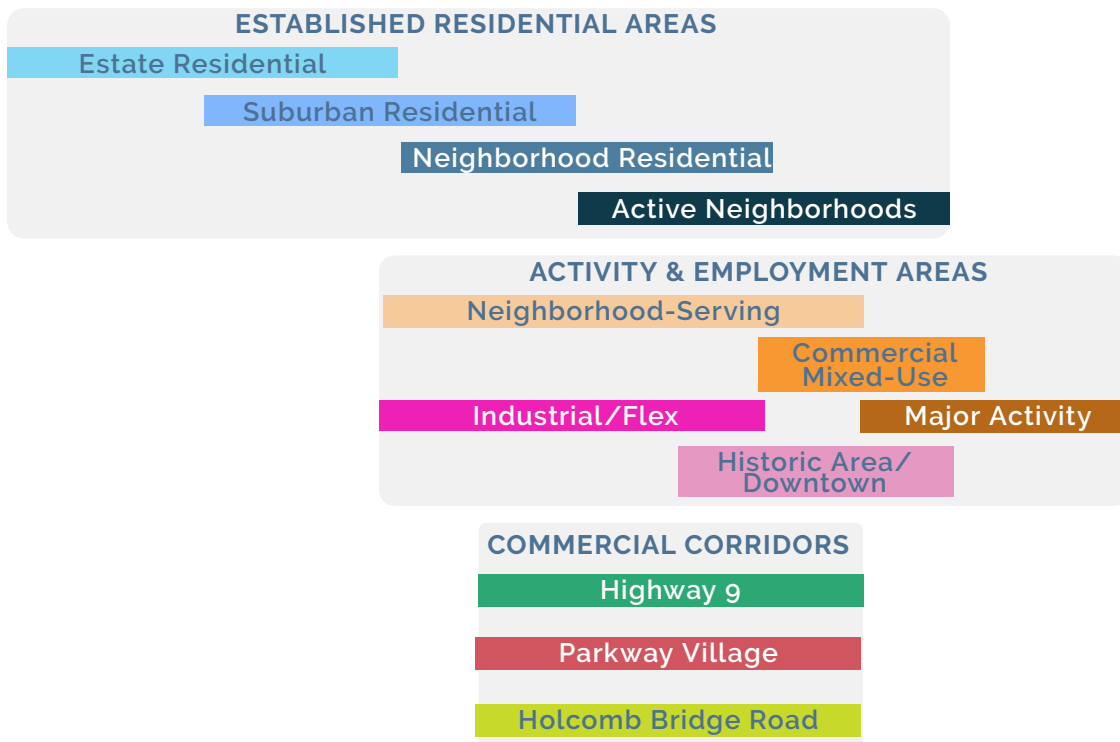 ESTABLISHED RESIDENTIAL AREAS
Estate Residential
Suburban Residential
Neighborhood Residential
Active Neighborhoods
ACTIVITY & EMPLOYMENT AREAS
Neighborhood-Serving
Commercial
Mixed-Use
Industrial/Flex
Major Activity
Historic Area/
Downtown
COMMERCIAL CORRIDORS
Highway 9
Parkway Village
Holcomb Bridge Road